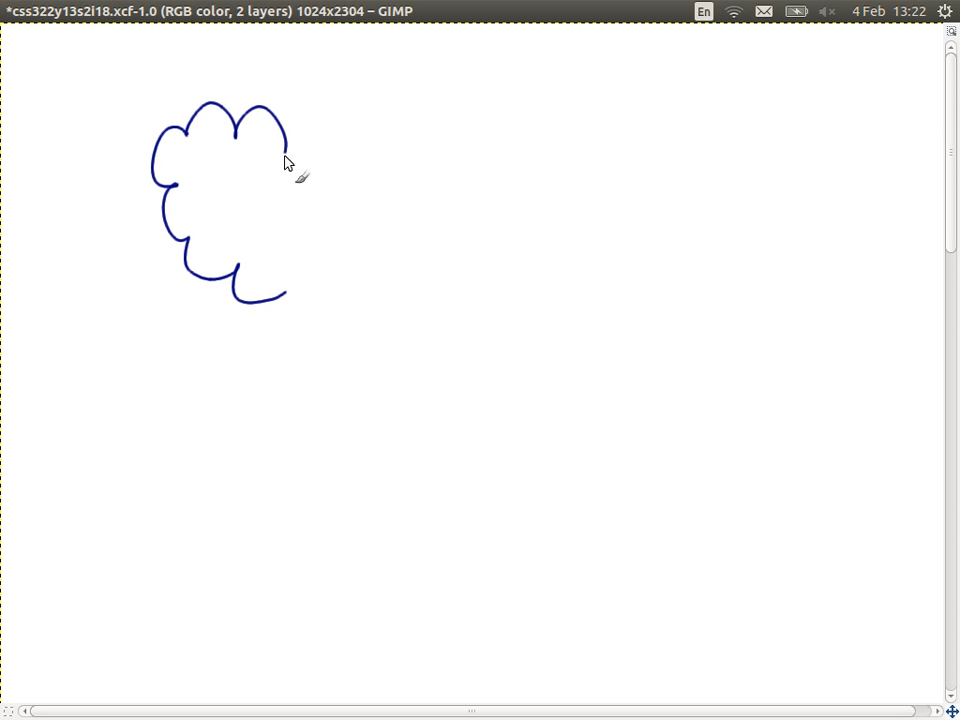 *css322y13s2i18.xcf-1.0 (RGB color, 2 layers) 1024x2304 – GIMP
En
4 Feb 13:22